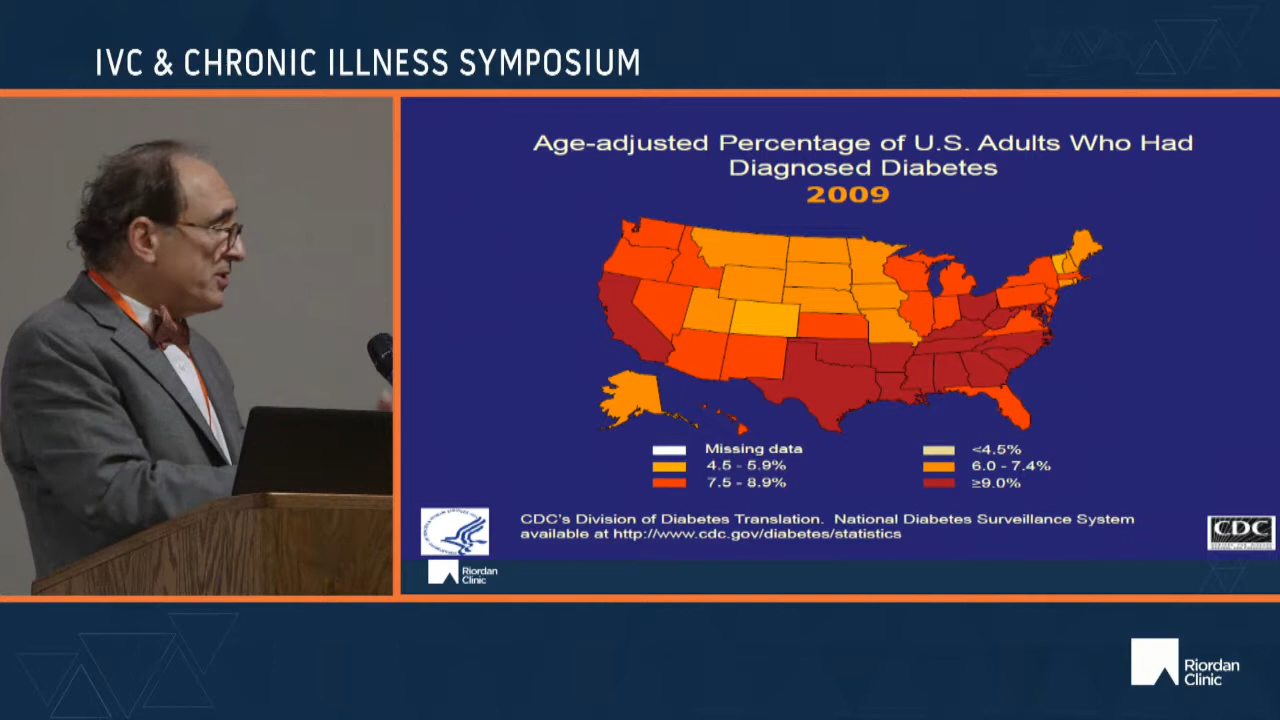 IVC & CHRONIC ILLNESS SYMPOSIUM
Age-adjusted Percentage of U.S. Adults Who Had
Diagnosed Diabetes
2009
Missing data
<4.5%
4.5 - 5.9%
6.0 - 7.4%
7.5 - 8.9%
≥9.0%
CDC's Division of Diabetes Translation. National Diabetes Surveillance System
available at http://www.cdc.gov/diabetes/statistics
CDC
Riordan
Clinic
Riordan
Clinic